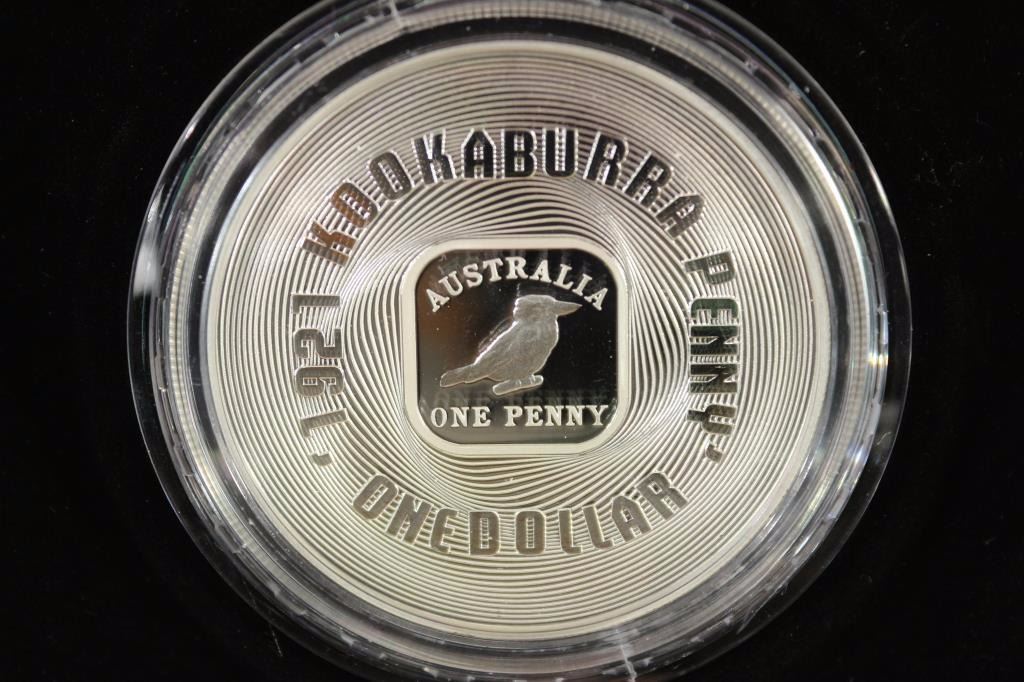 '1921 KOOKABURRA PENNY'
AUSTRALIA
ONE PENNY
ONE DOLLAR